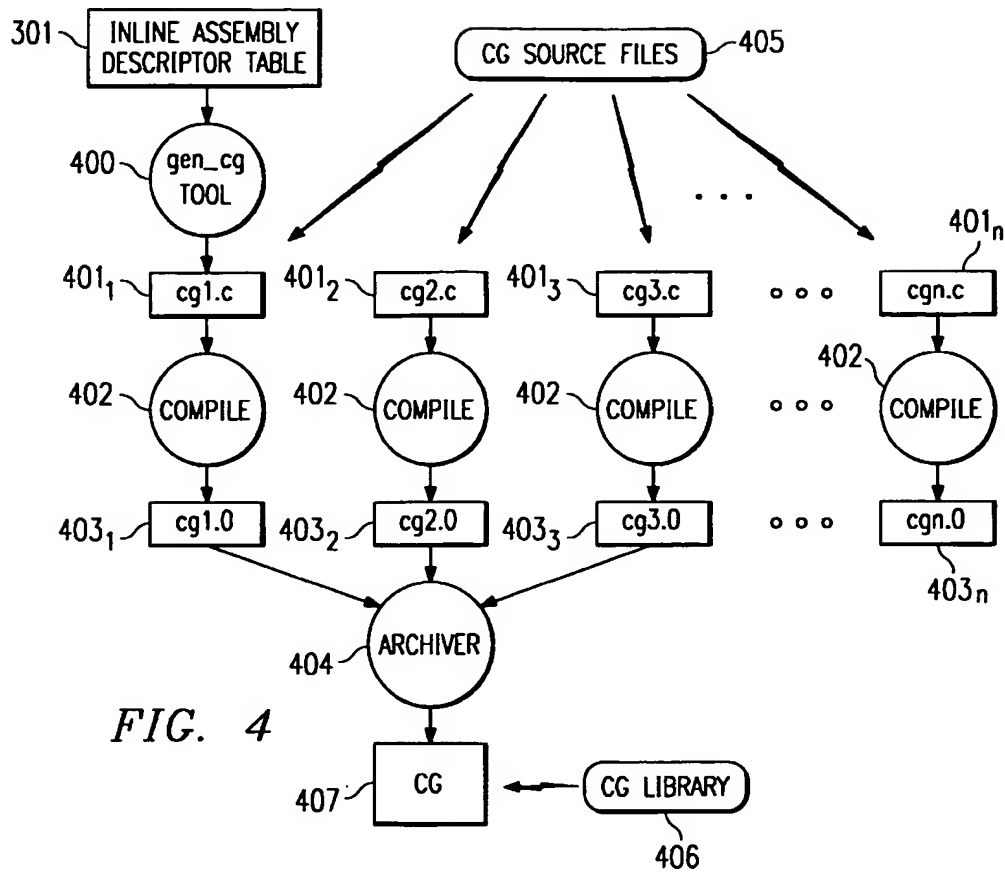 301
INLINE ASSEMBLY
DESCRIPTOR TABLE
CG SOURCE FILES
405
400
gen_cg
TOOL
. . .
401₁
cg1.c
401₂
cg2.c
401₃
cg3.c
401ₙ
cgn.c
402
COMPILE
402
COMPILE
402
COMPILE
402
COMPILE
403₁
cg1.0
403₂
cg2.0
403₃
cg3.0
cgn.0
403ₙ
404
ARCHIVER
FIG. 4
407
CG
CG LIBRARY
406